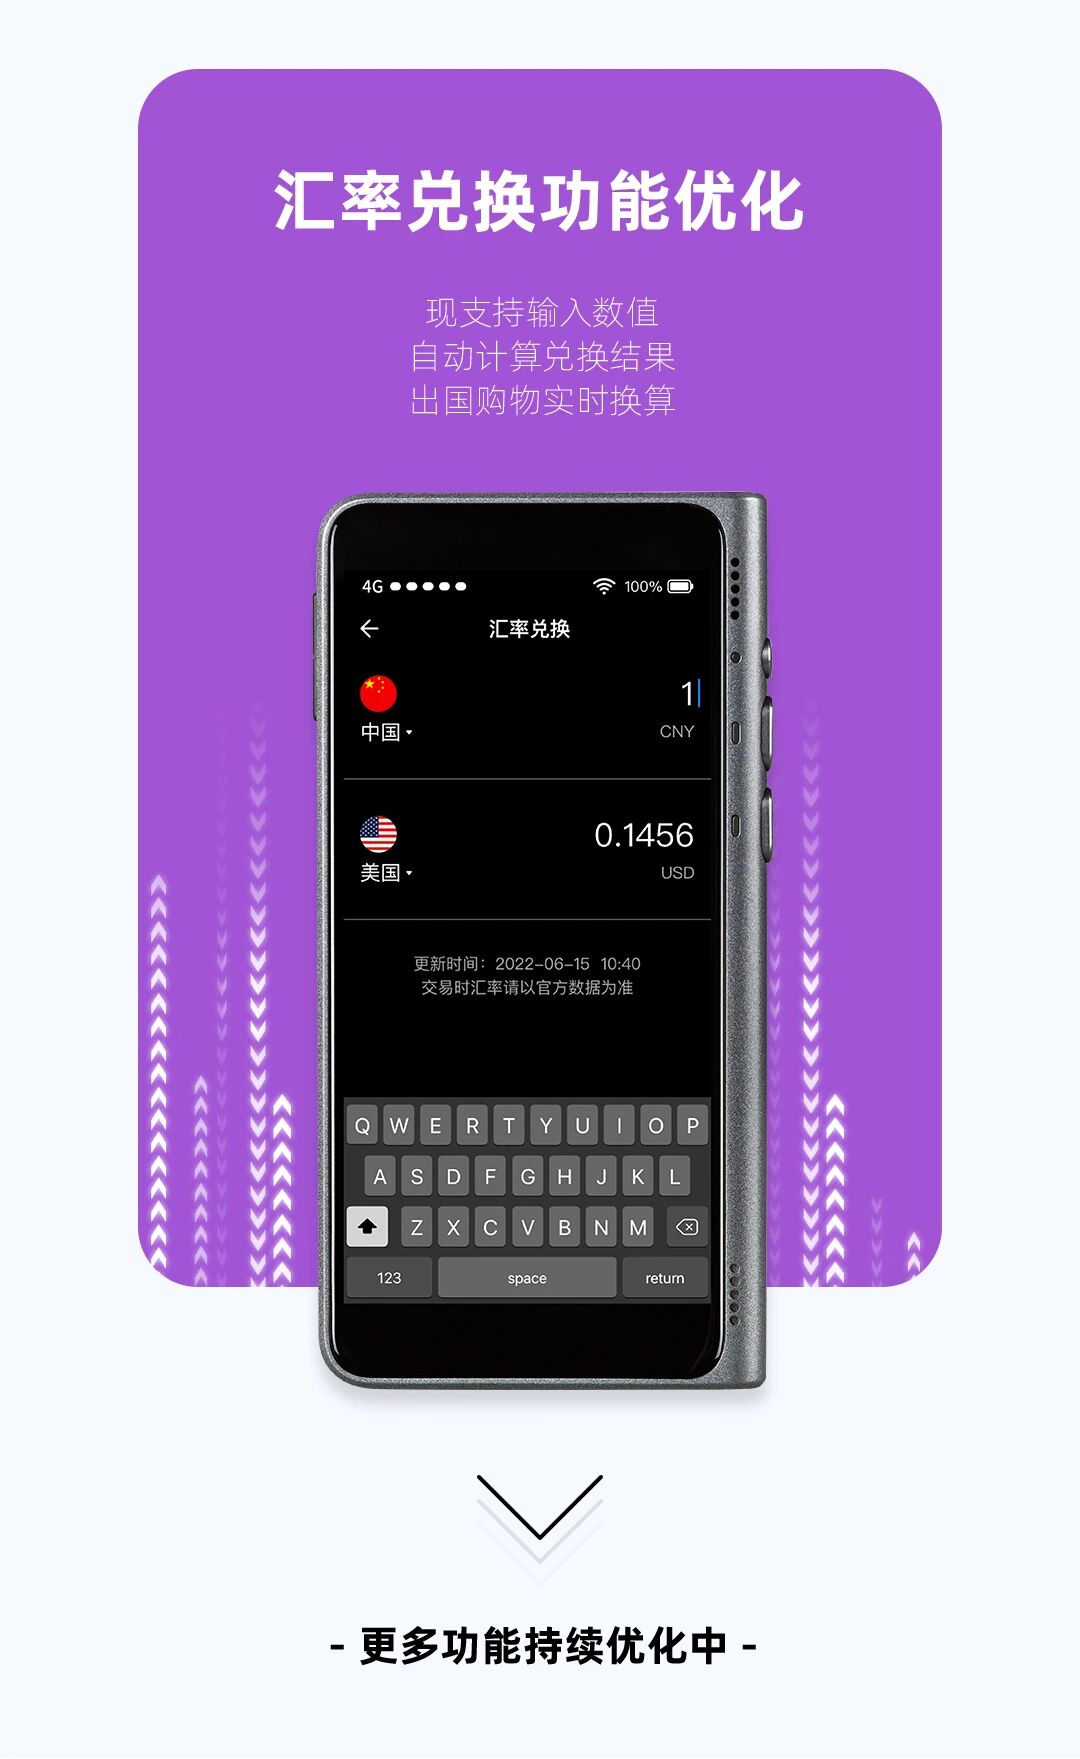 汇率兑换功能优化
现支持输入数值
自动计算兑换结果
出国购物实时换算
4G 100%
汇率兑换
1
中国 CNY
0.1456
美国 USD
更新时间：2022-06-15 10:40
交易时汇率请以官方数据为准
Q W E R T Y U I O P
A S D F G H J K L
Z X C V B N M
123 space return
- 更多功能持续优化中 -